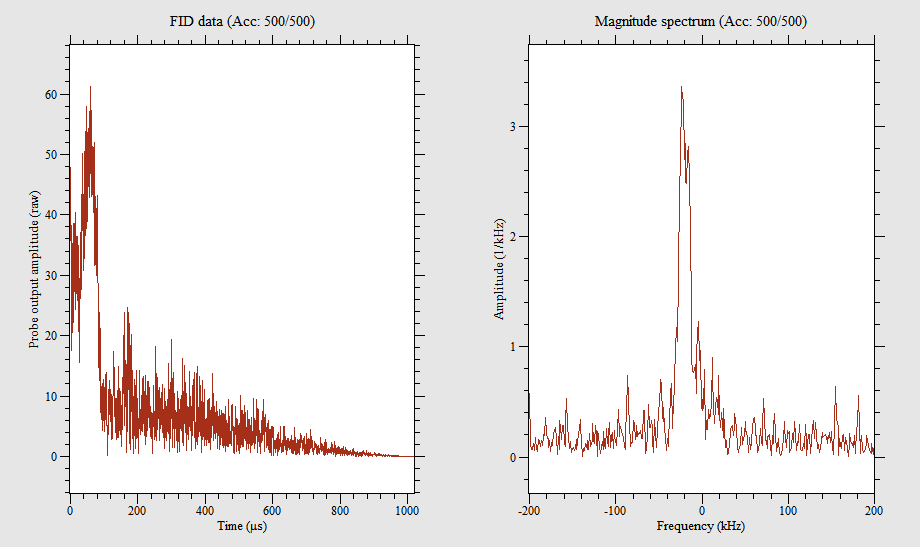 FID data (Acc: 500/500)
Probe output amplitude (raw)
60
50
40
30
20
10
0
0 200 400 600 800 1000
Time (μs)
Magnitude spectrum (Acc: 500/500)
Amplitude (1/kHz)
3
2
1
0
-200 -100 0 100 200
Frequency (kHz)